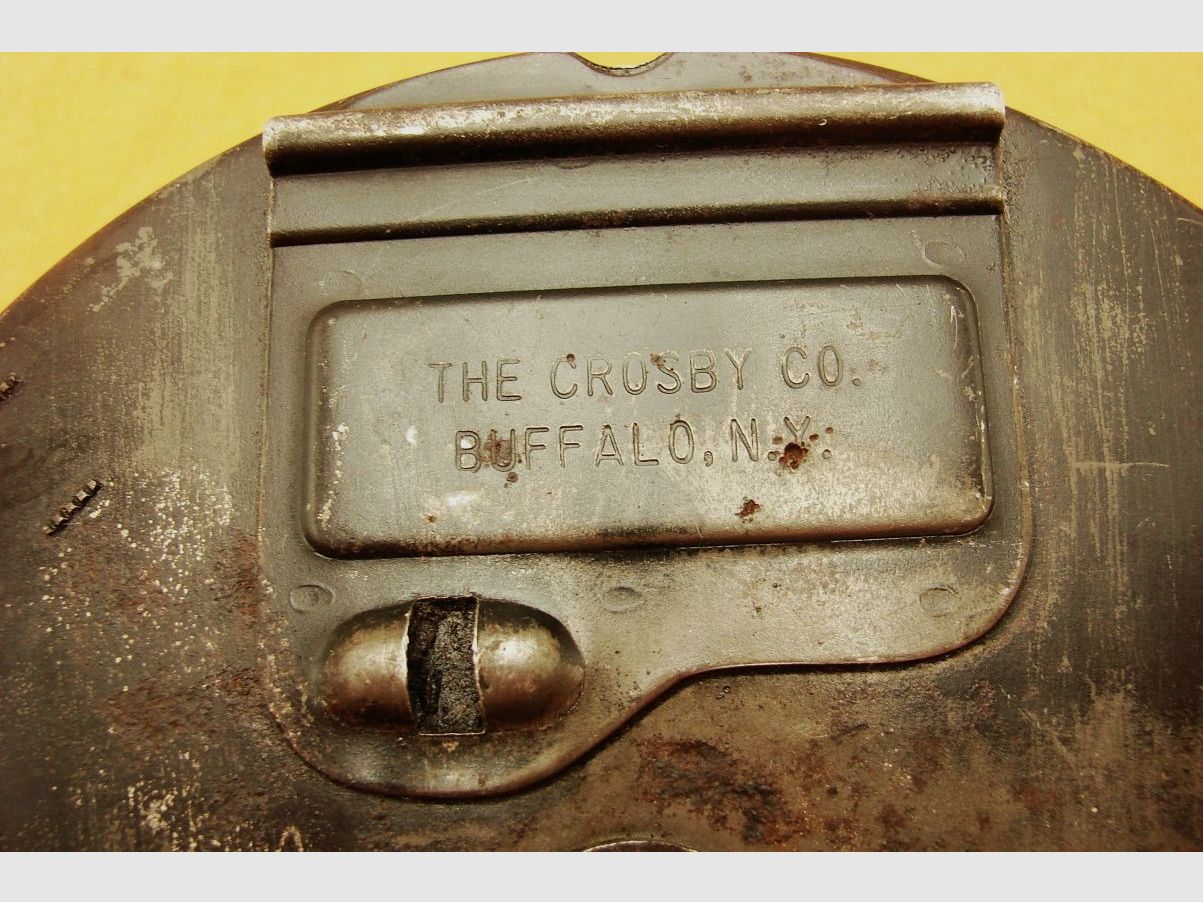 THE CROSBY CO.
BUFFALO, N.Y.